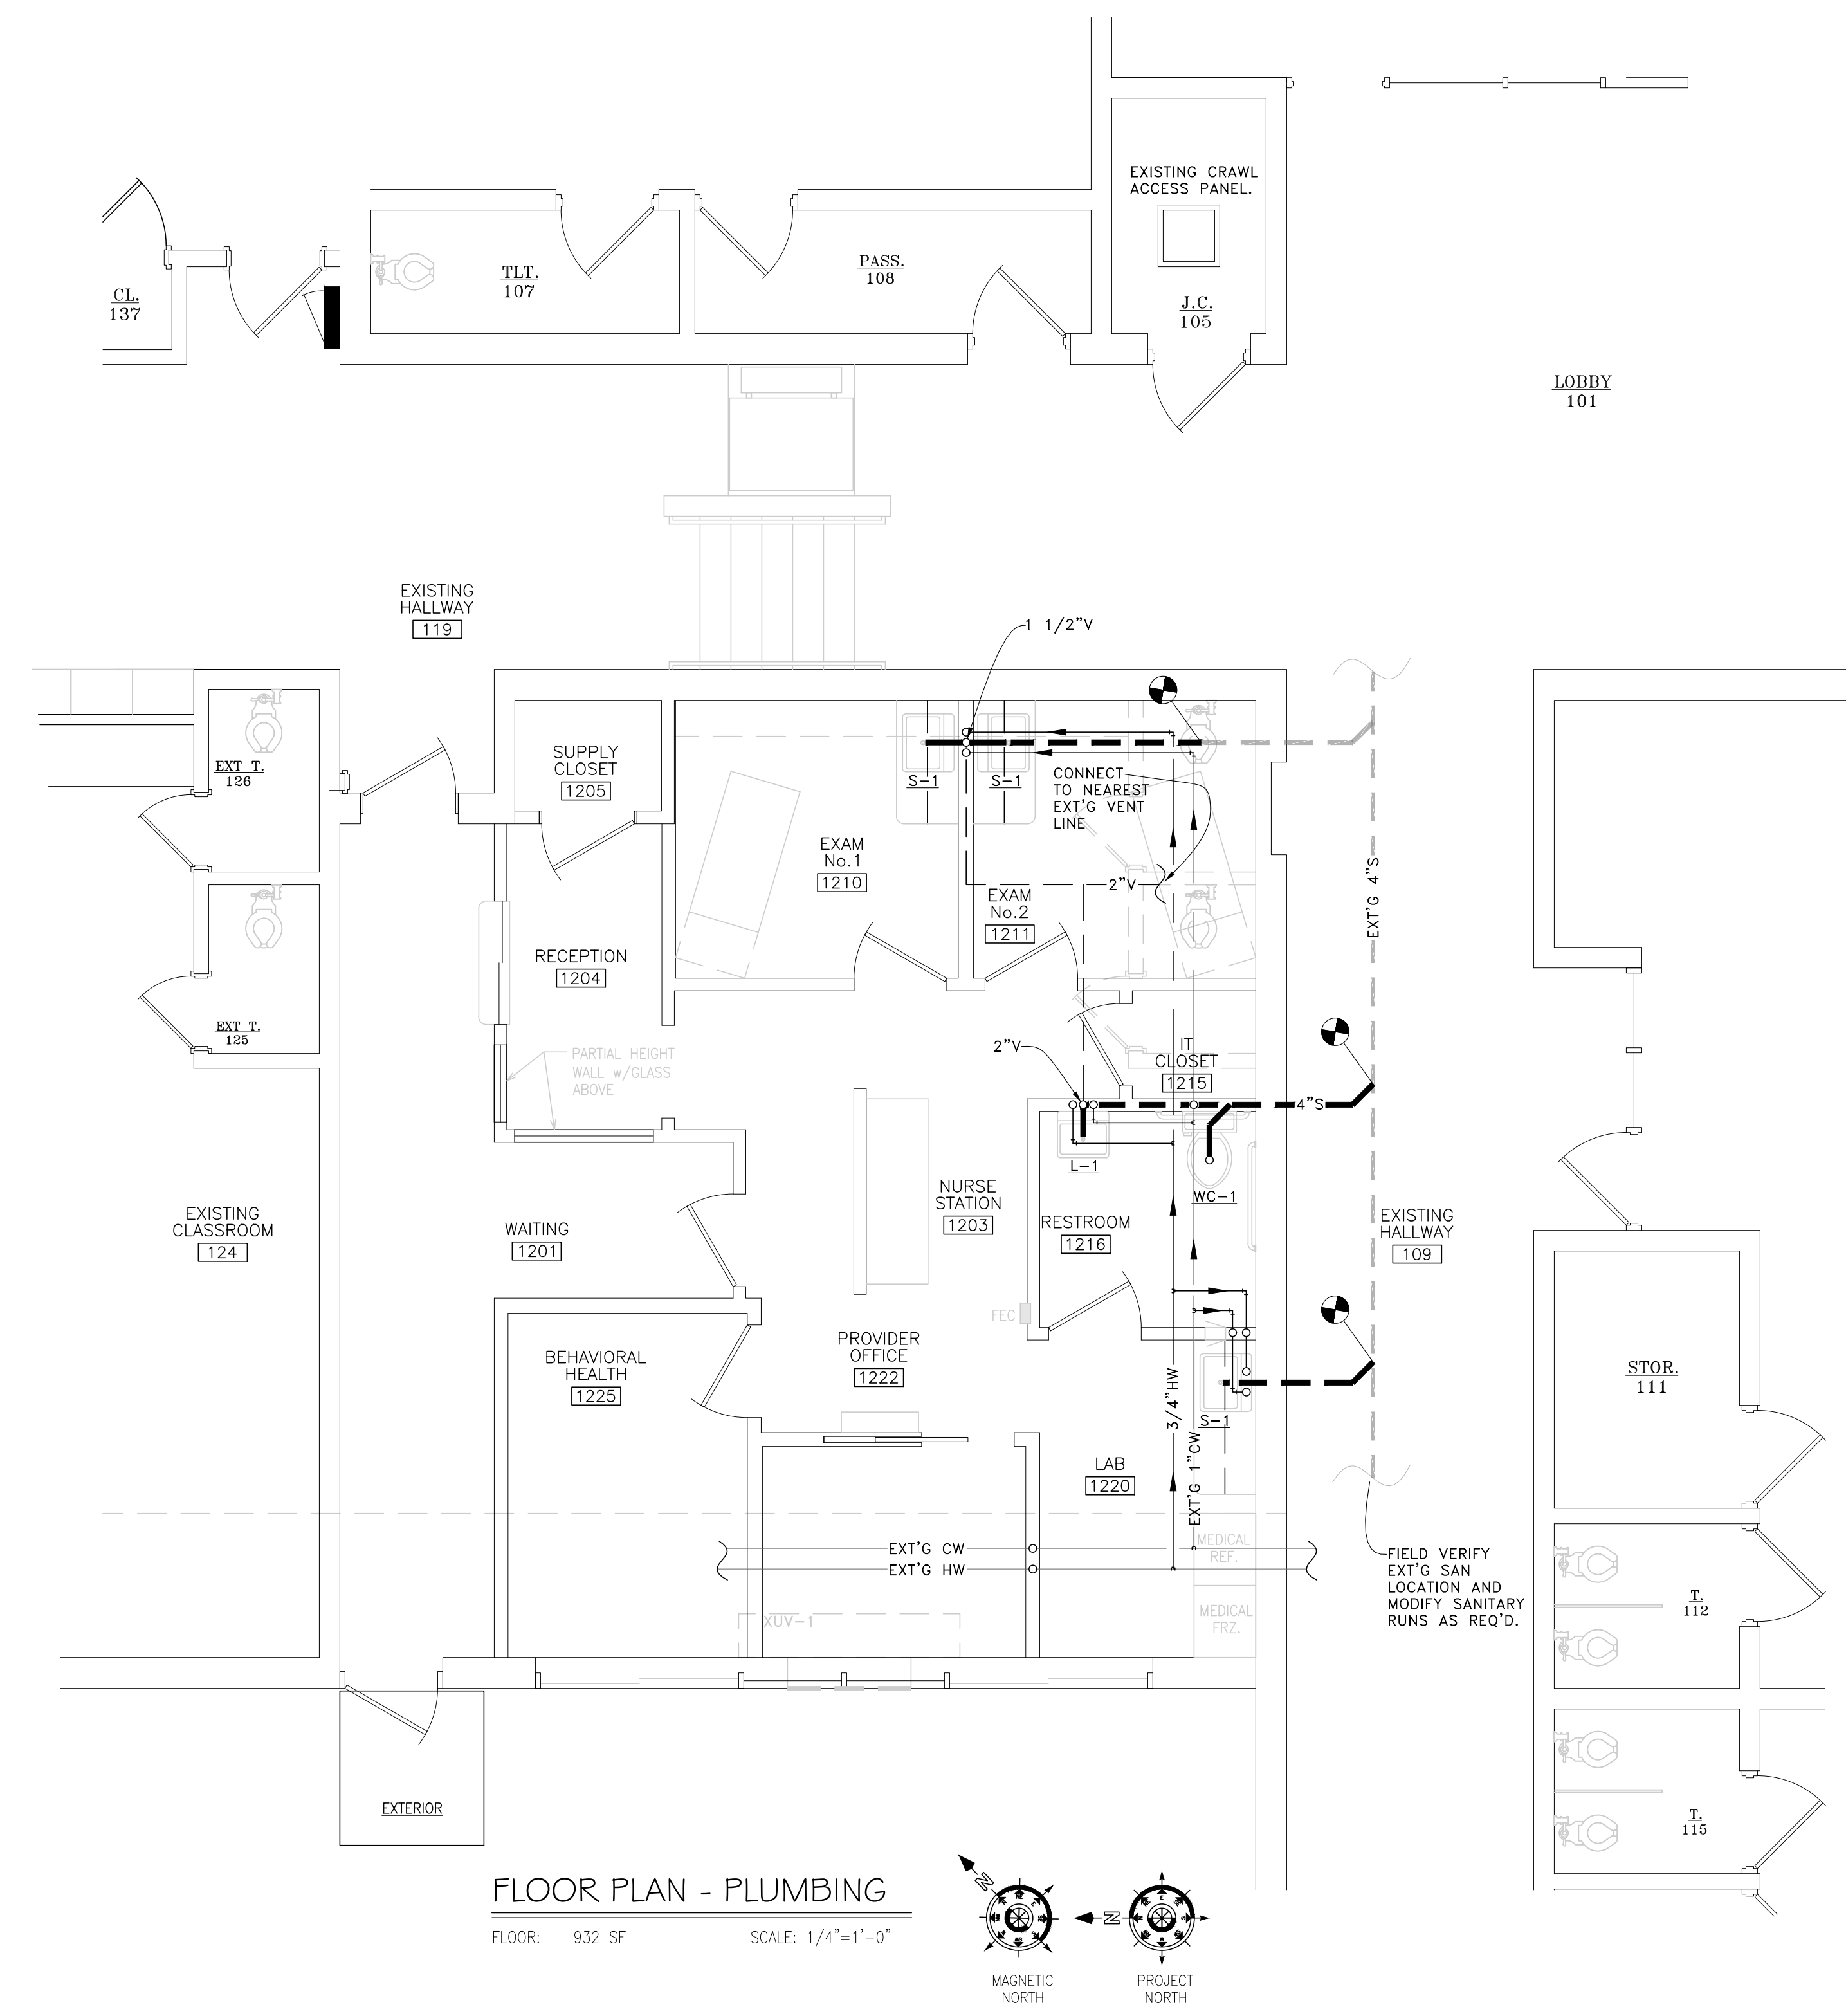 EXISTING CRAWL
ACCESS PANEL.
TLT.
107
PASS.
108
CL.
137
J.C.
105
LOBBY
101
EXISTING
HALLWAY
119
1 1/2"V
EXT T.
126
SUPPLY
CLOSET
1205
S-1
S-1
CONNECT
TO NEAREST
EXT'G VENT
LINE
EXAM
No.1
1210
2"V
EXAM
No.2
1211
EXT'G 4"S
RECEPTION
1204
EXT T.
125
PARTIAL HEIGHT
WALL w/GLASS
ABOVE
2"V
IT
CLOSET
1215
4"S
L-1
WC-1
NURSE
STATION
1203
RESTROOM
1216
EXISTING
CLASSROOM
124
WAITING
1201
EXISTING
HALLWAY
109
FEC
PROVIDER
OFFICE
1222
BEHAVIORAL
HEALTH
1225
STOR.
111
3/4"HW
S-1
EXT'G 1"CW
LAB
1220
EXT'G CW
EXT'G HW
MEDICAL
REF.
FIELD VERIFY
EXT'G SAN
LOCATION AND
MODIFY SANITARY
RUNS AS REQ'D.
XUV-1
MEDICAL
FRZ.
T.
112
EXTERIOR
T.
115
FLOOR PLAN - PLUMBING
FLOOR: 932 SF SCALE: 1/4"=1'-0"
N
N
MAGNETIC
NORTH
PROJECT
NORTH